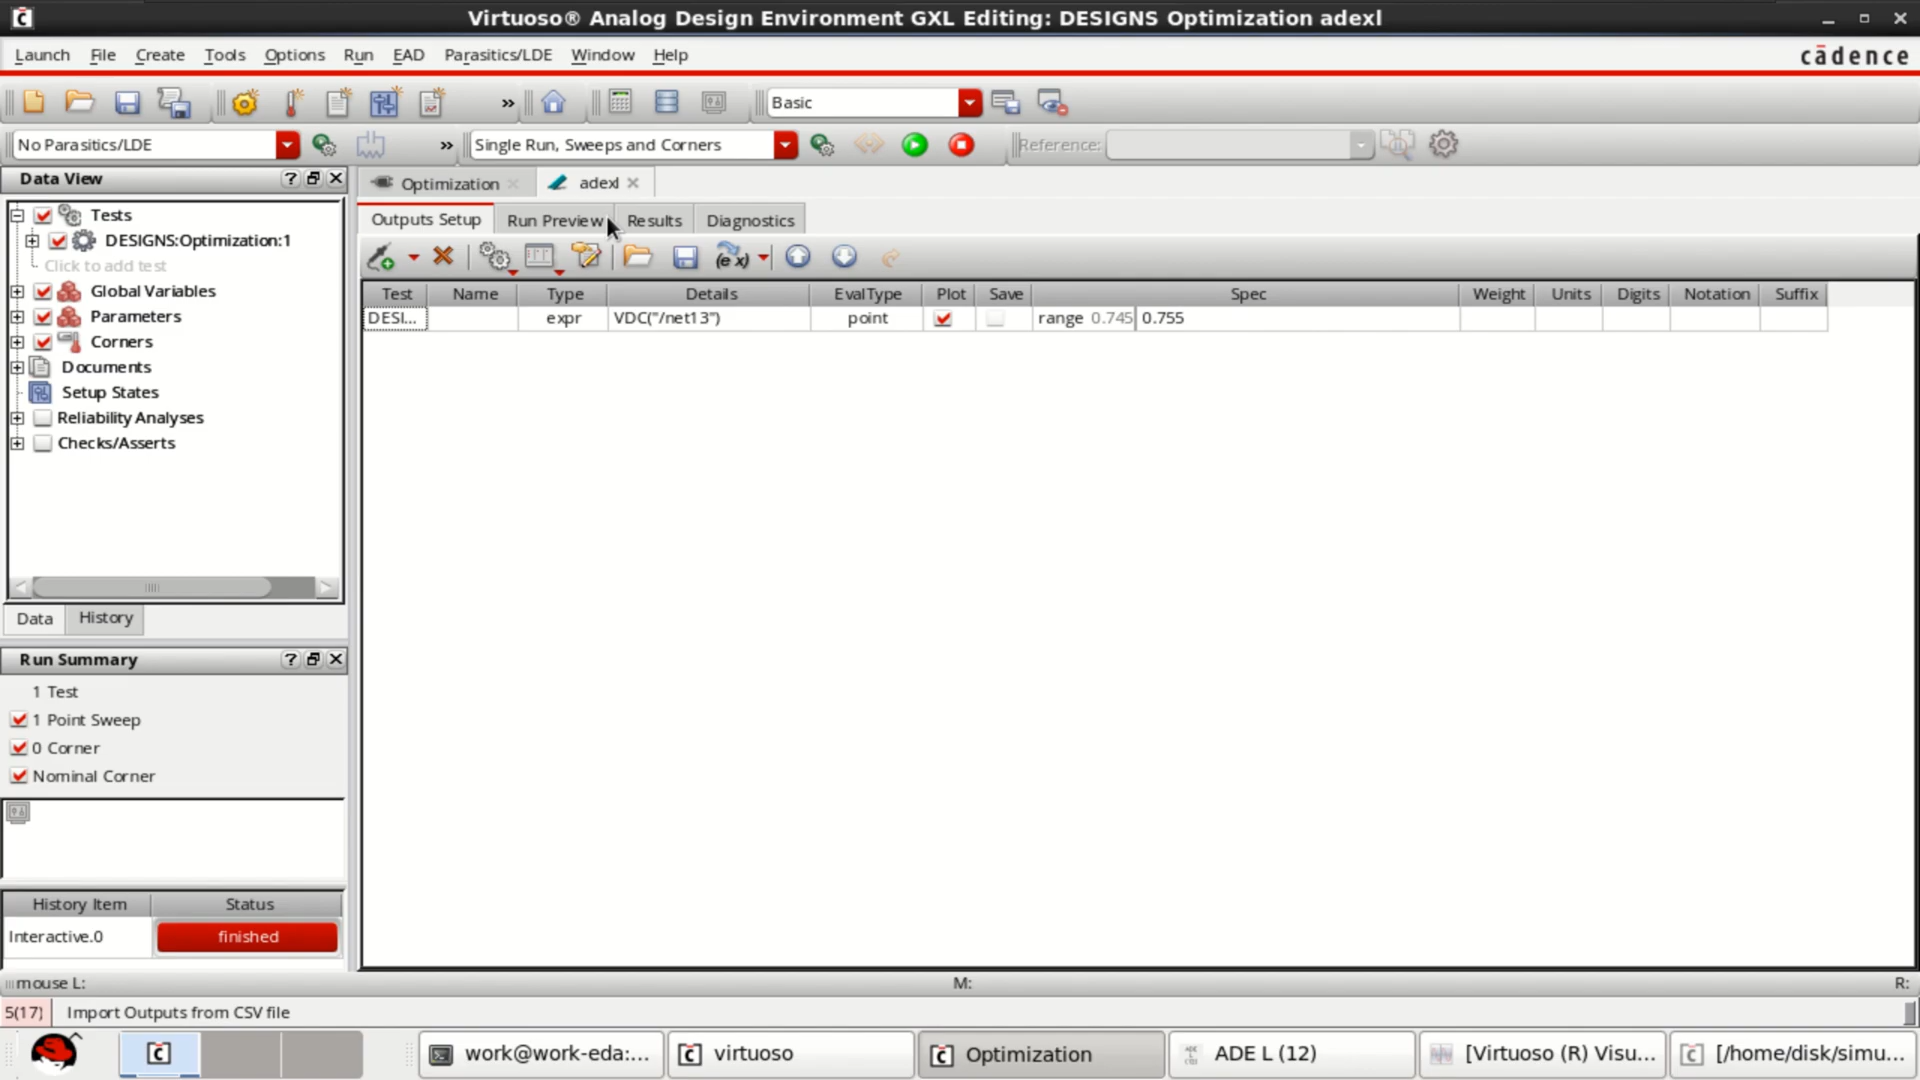 Virtuoso® Analog Design Environment GXL Editing: DESIGNS Optimization adexl
Launch File Create Tools Options Run EAD Parasitics/LDE Window Help
cādence
» Basic
No Parasitics/LDE » Single Run, Sweeps and Corners Reference:
Data View
Optimization adexl
Outputs Setup Run Preview Results Diagnostics
Tests
DESIGNS:Optimization:1
Click to add test
Global Variables
Parameters
Corners
Documents
Setup States
Reliability Analyses
Checks/Asserts
Data History
(ex)
Test Name Type Details EvalType Plot Save Spec Weight Units Digits Notation Suffix
DESI... expr VDC("/net13") point range 0.745 0.755
Run Summary
1 Test
1 Point Sweep
0 Corner
Nominal Corner
History Item Status
Interactive.0 finished
mouse L: M: R:
5(17) Import Outputs from CSV file
work@work-eda:... virtuoso Optimization ADE L (12) [Virtuoso (R) Visu... [/home/disk/simu...